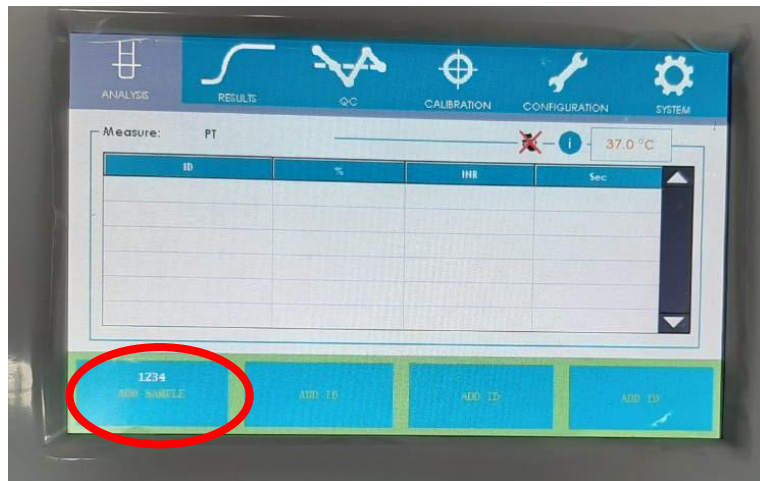 ANALYSIS RESULTS QC CALIBRATION CONFIGURATION SYSTEM
Measure: PT i 37.0 °C
ID % INR Sec
1234
ADD SAMPLE ADD ID ADD ID ADD ID